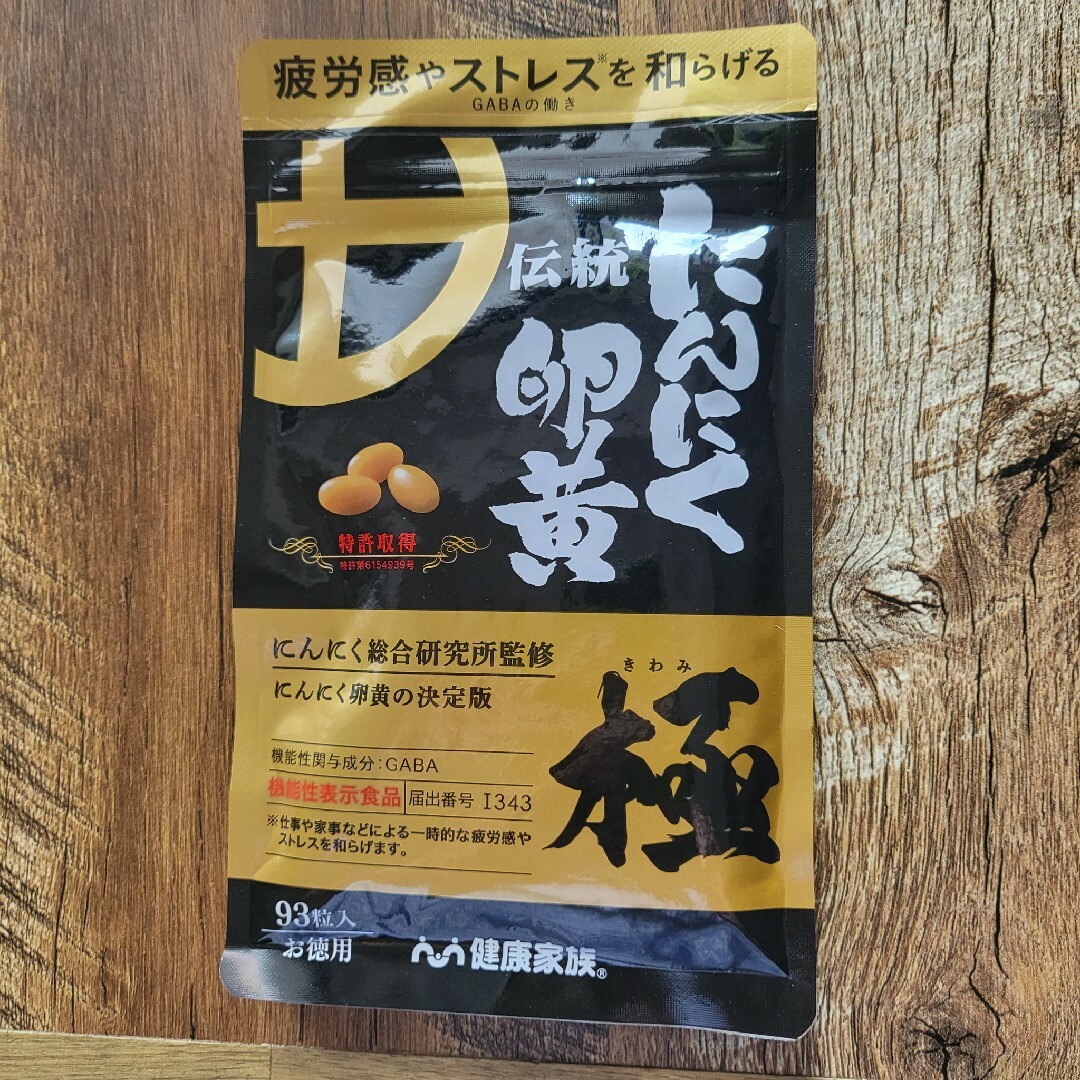 疲労感やストレス※を和らげる
GABAの働き
伝統
にんにく
卵黄
特許取得
特許第6154939号
にんにく総合研究所監修
にんにく卵黄の決定版
きわみ
極
機能性関与成分:GABA
機能性表示食品 届出番号 I343
※仕事や家事などによる一時的な疲労感や
ストレスを和らげます。
93粒入
お徳用
健康家族®